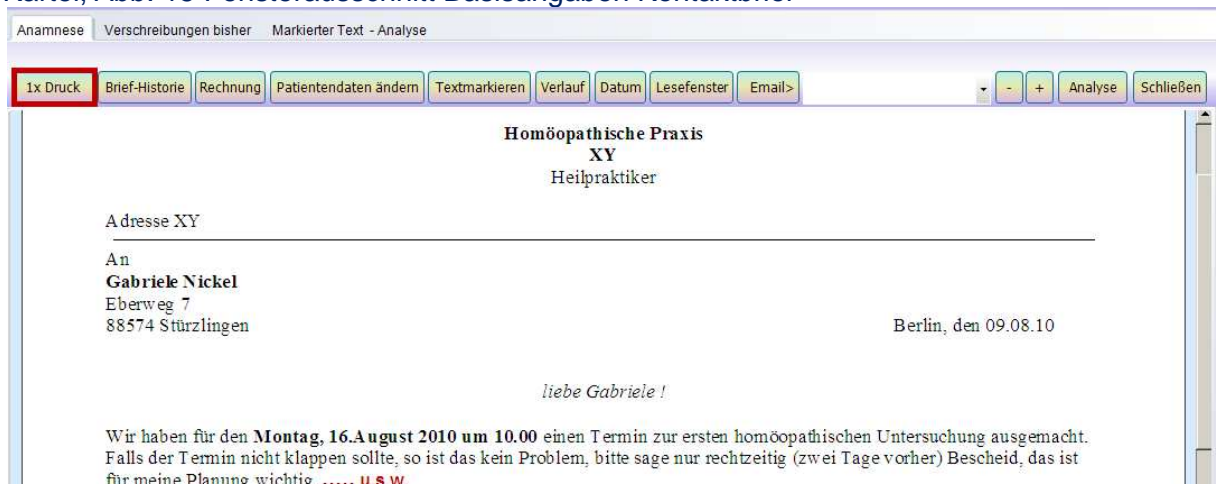 Anamnese Verschreibungen bisher Markierter Text - Analyse
1x Druck Brief-Historie Rechnung Patientendaten ändern Textmarkieren Verlauf Datum Lesefenster Email> - + Analyse Schließen
Homöopathische Praxis
XY
Heilpraktiker
Adresse XY
An
Gabriele Nickel
Eberweg 7
88574 Stürzlingen Berlin, den 09.08.10
liebe Gabriele !
Wir haben für den Montag, 16.August 2010 um 10.00 einen Termin zur ersten homöopathischen Untersuchung ausgemacht.
Falls der Termin nicht klappen sollte, so ist das kein Problem, bitte sage nur rechtzeitig (zwei Tage vorher) Bescheid, das ist
für meine Planung wichtig ..... u.s.w.